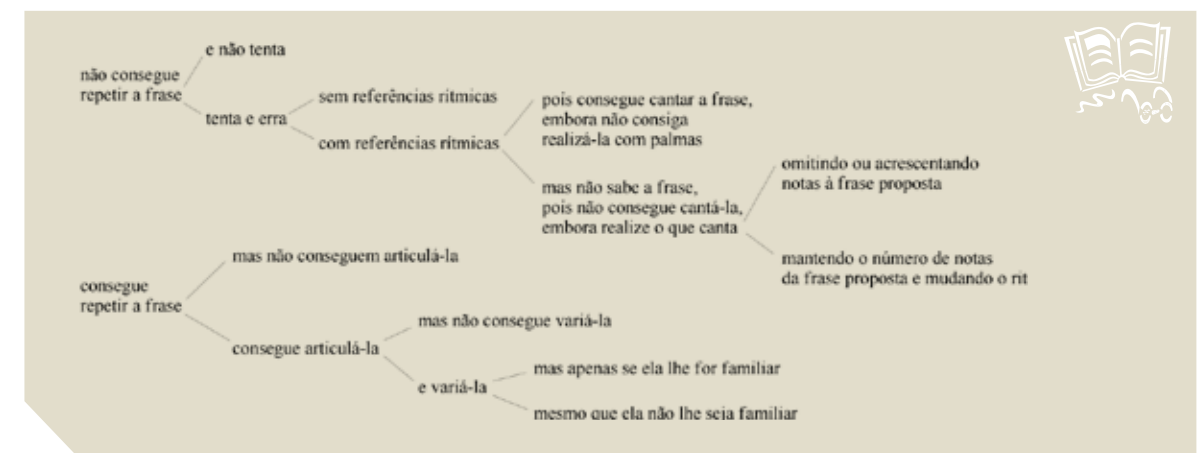 e não tenta
não consegue
repetir a frase
tenta e erra
sem referências rítmicas
com referências rítmicas
pois consegue cantar a frase,
embora não consiga
realizá-la com palmas
mas não sabe a frase,
pois não consegue cantá-la,
embora realize o que canta
omitindo ou acrescentando
notas à frase proposta
mantendo o número de notas
da frase proposta e mudando o rit
consegue
repetir a frase
mas não conseguem articulá-la
consegue articulá-la
mas não consegue variá-la
e variá-la
mas apenas se ela lhe for familiar
mesmo que ela não lhe seja familiar